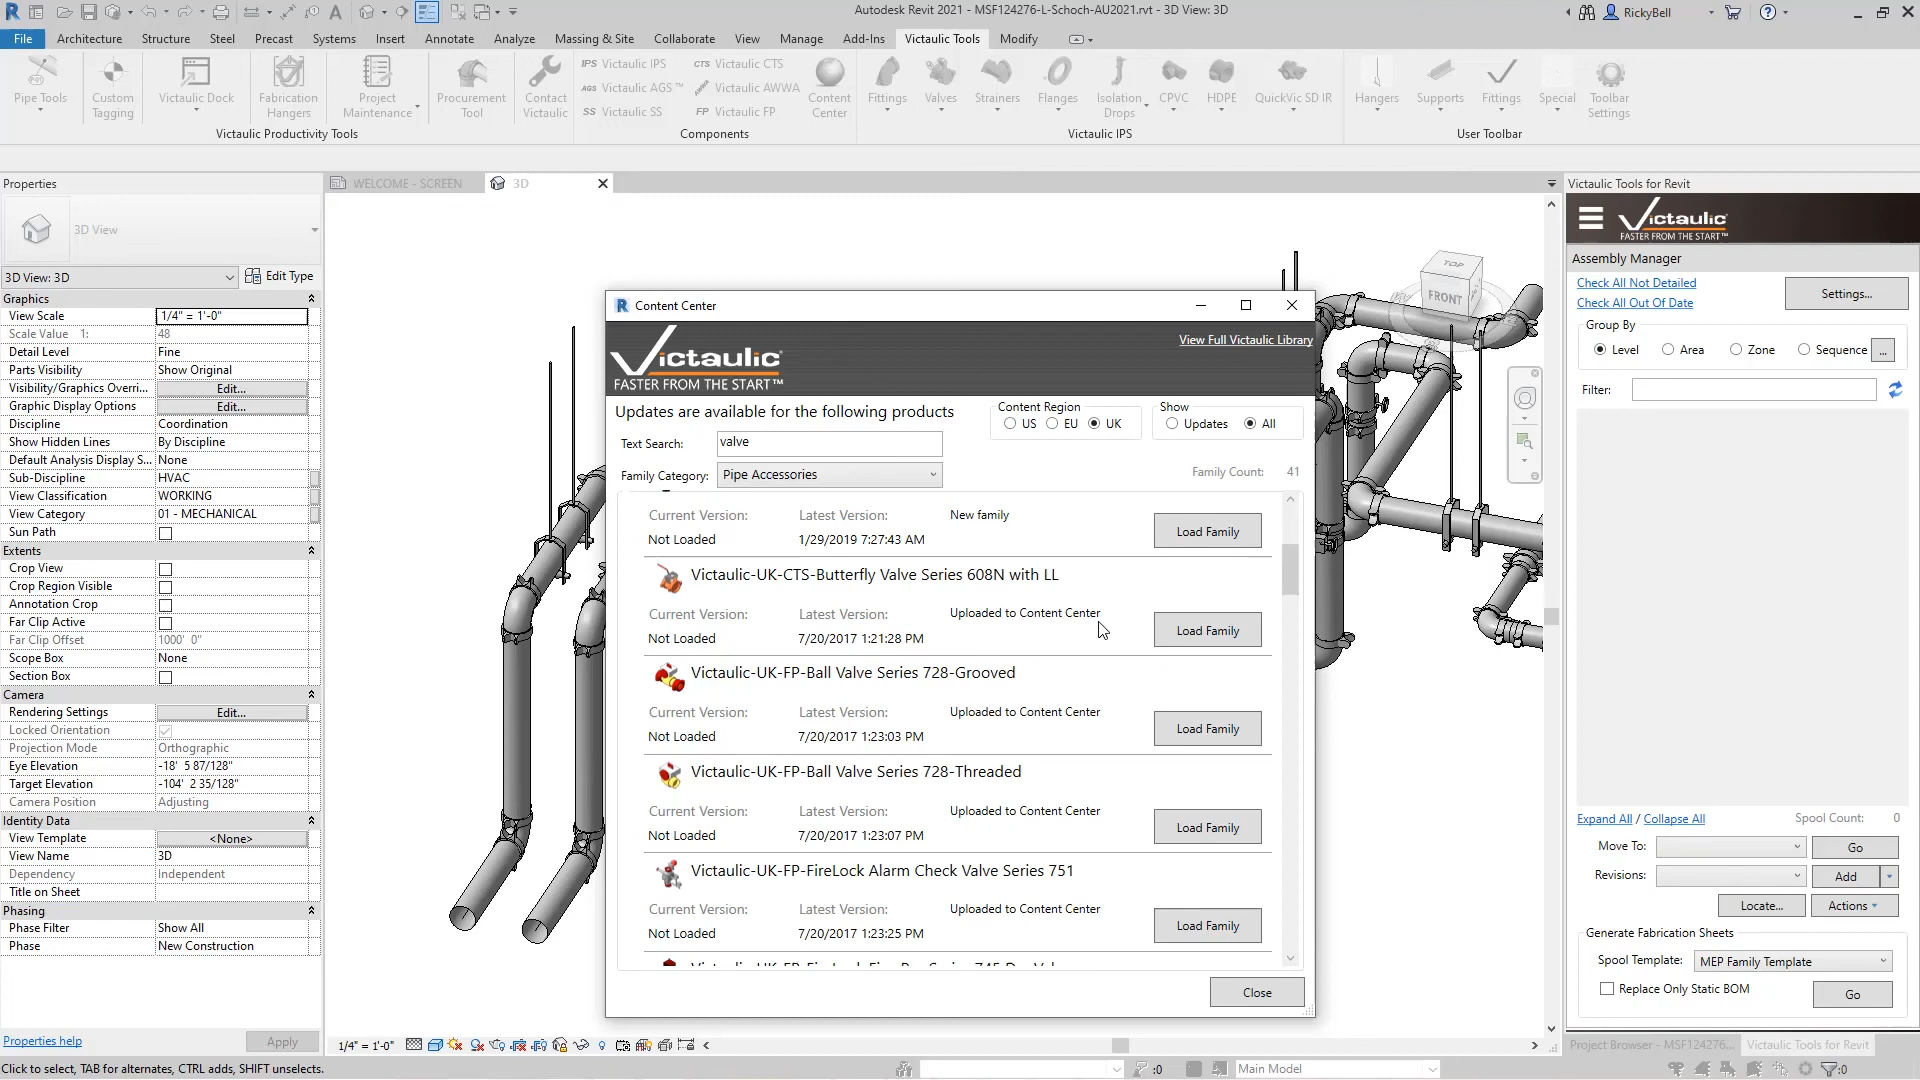 Autodesk Revit 2021 - MSF124276-L-Schoch-AU2021.rvt - 3D View: 3D
RickyBell
File Architecture Structure Steel Precast Systems Insert Annotate Analyze Massing & Site Collaborate View Manage Add-Ins Victaulic Tools Modify
Pipe Tools
Custom Tagging
Victaulic Dock
Fabrication Hangers
Project Maintenance
Procurement Tool
Contact Victaulic
IPS Victaulic IPS
AGS Victaulic AGS™
SS Victaulic SS
CTS Victaulic CTS
Victaulic AWWA
FP Victaulic FP
Content Center
Fittings
Valves
Strainers
Flanges
Isolation Drops
CPVC
HDPE
QuickVic SD IR
Hangers
Supports
Fittings
Special
Toolbar Settings
Victaulic Productivity Tools
Components
Victaulic IPS
User Toolbar
Properties
3D View
3D View: 3D
Edit Type
Graphics
View Scale 1/4" = 1'-0"
Scale Value 1: 48
Detail Level Fine
Parts Visibility Show Original
Visibility/Graphics Overri... Edit...
Graphic Display Options Edit...
Discipline Coordination
Show Hidden Lines By Discipline
Default Analysis Display S... None
Sub-Discipline HVAC
View Classification WORKING
View Category 01 - MECHANICAL
Sun Path
Extents
Crop View
Crop Region Visible
Annotation Crop
Far Clip Active
Far Clip Offset 1000' 0"
Scope Box None
Section Box
Camera
Rendering Settings Edit...
Locked Orientation
Projection Mode Orthographic
Eye Elevation -18' 5 87/128"
Target Elevation -104' 2 35/128"
Camera Position Adjusting
Identity Data
View Template <None>
View Name 3D
Dependency Independent
Title on Sheet
Phasing
Phase Filter Show All
Phase New Construction
Properties help
Apply
WELCOME - SCREEN
3D
TOP
FRONT
Content Center
Victaulic
FASTER FROM THE START™
View Full Victaulic Library
Updates are available for the following products
Content Region
US EU UK
Show
Updates All
Text Search: valve
Family Category: Pipe Accessories
Family Count: 41
Current Version: Latest Version: New family
Not Loaded 1/29/2019 7:27:43 AM
Load Family
Victaulic-UK-CTS-Butterfly Valve Series 608N with LL
Current Version: Latest Version: Uploaded to Content Center
Not Loaded 7/20/2017 1:21:28 PM
Load Family
Victaulic-UK-FP-Ball Valve Series 728-Grooved
Current Version: Latest Version: Uploaded to Content Center
Not Loaded 7/20/2017 1:23:03 PM
Load Family
Victaulic-UK-FP-Ball Valve Series 728-Threaded
Current Version: Latest Version: Uploaded to Content Center
Not Loaded 7/20/2017 1:23:07 PM
Load Family
Victaulic-UK-FP-FireLock Alarm Check Valve Series 751
Current Version: Latest Version: Uploaded to Content Center
Not Loaded 7/20/2017 1:23:25 PM
Load Family
Close
Victaulic Tools for Revit
Victaulic
FASTER FROM THE START™
Assembly Manager
Check All Not Detailed
Check All Out Of Date
Settings...
Group By
Level Area Zone Sequence ...
Filter:
Expand All / Collapse All
Spool Count: 0
Move To: Go
Revisions: Add
Locate... Actions
Generate Fabrication Sheets
Spool Template: MEP Family Template
Replace Only Static BOM
Go
Project Browser - MSF124276...
Victaulic Tools for Revit
1/4" = 1'-0"
Click to select, TAB for alternates, CTRL adds, SHIFT unselects.
:0
Main Model
:0